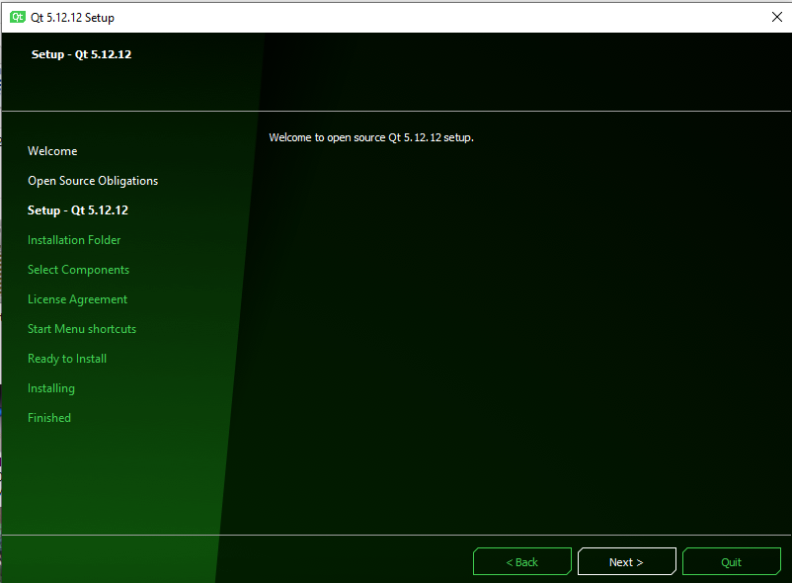 Qt Qt 5.12.12 Setup
Setup - Qt 5.12.12
Welcome
Open Source Obligations
Setup - Qt 5.12.12
Installation Folder
Select Components
License Agreement
Start Menu shortcuts
Ready to Install
Installing
Finished
Welcome to open source Qt 5.12.12 setup.
< Back
Next >
Quit